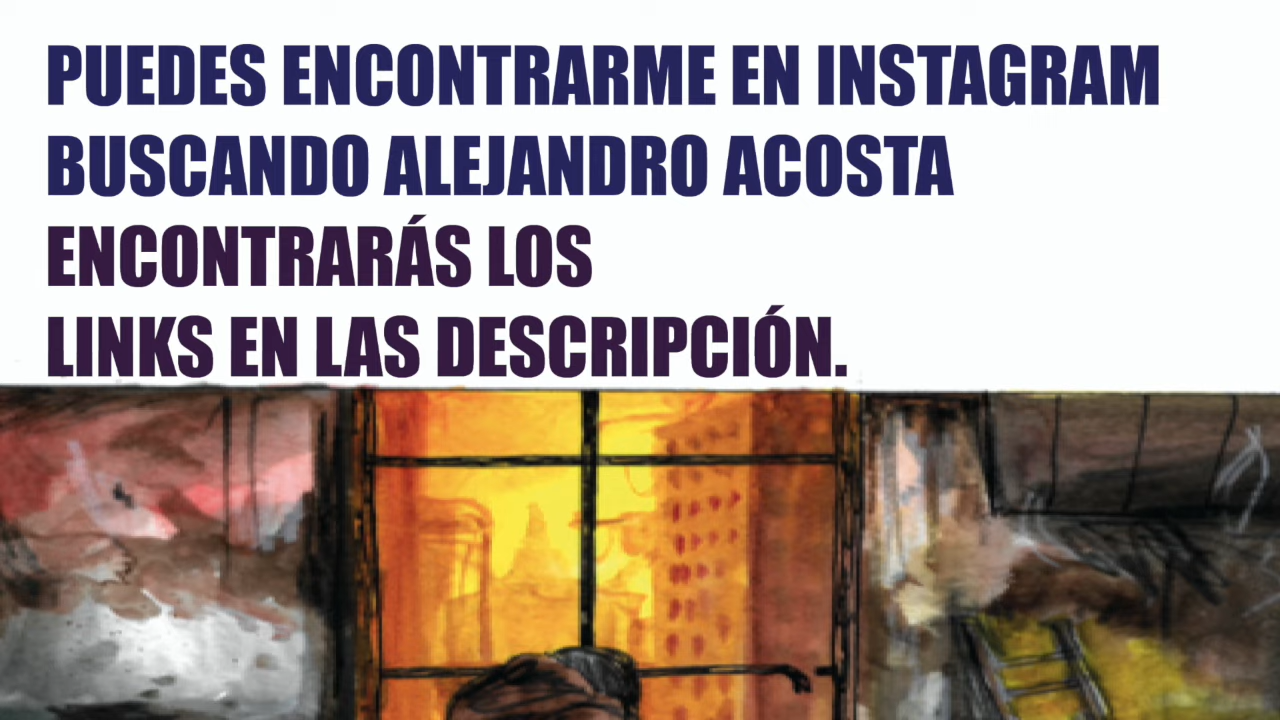 PUEDES ENCONTRARME EN INSTAGRAM
BUSCANDO ALEJANDRO ACOSTA
ENCONTRARÁS LOS
LINKS EN LAS DESCRIPCIÓN.